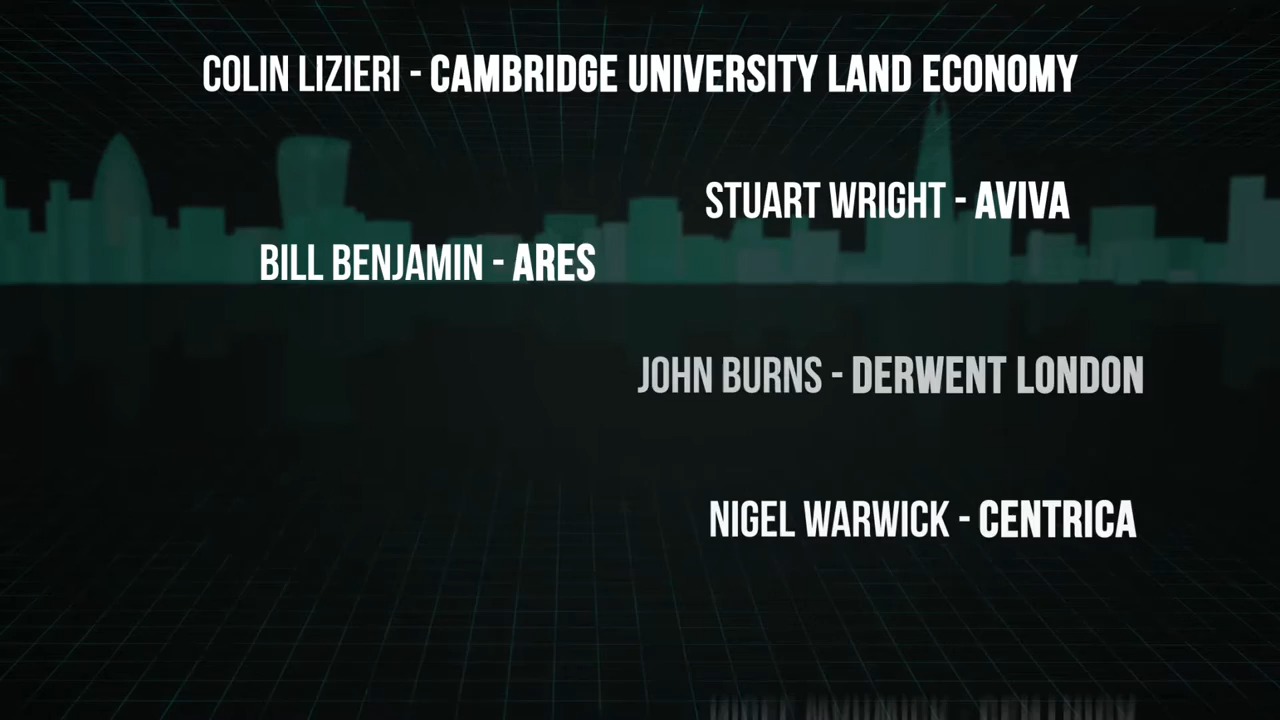 COLIN LIZIERI - CAMBRIDGE UNIVERSITY LAND ECONOMY
STUART WRIGHT - AVIVA
BILL BENJAMIN - ARES
JOHN BURNS - DERWENT LONDON
NIGEL WARWICK - CENTRICA